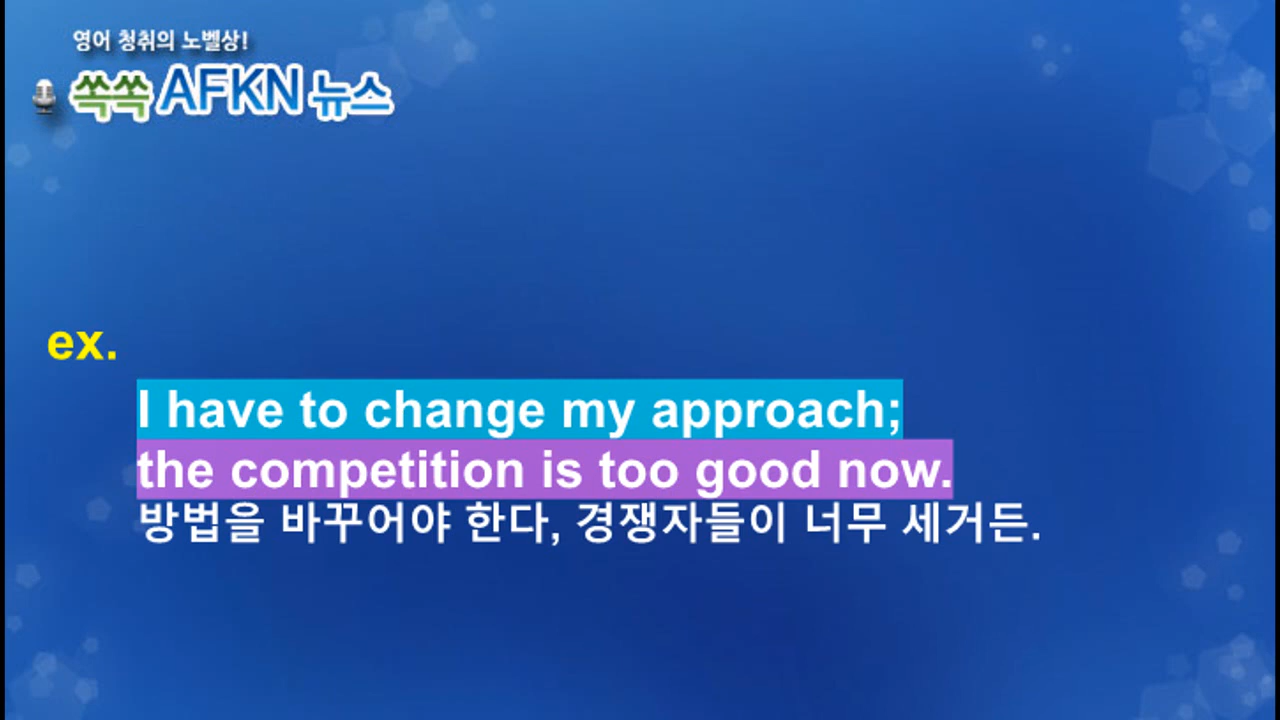 영어 청취의 노벨상!
쏙쏙 AFKN 뉴스
ex.
I have to change my approach;
the competition is too good now.
방법을 바꾸어야 한다, 경쟁자들이 너무 세거든.